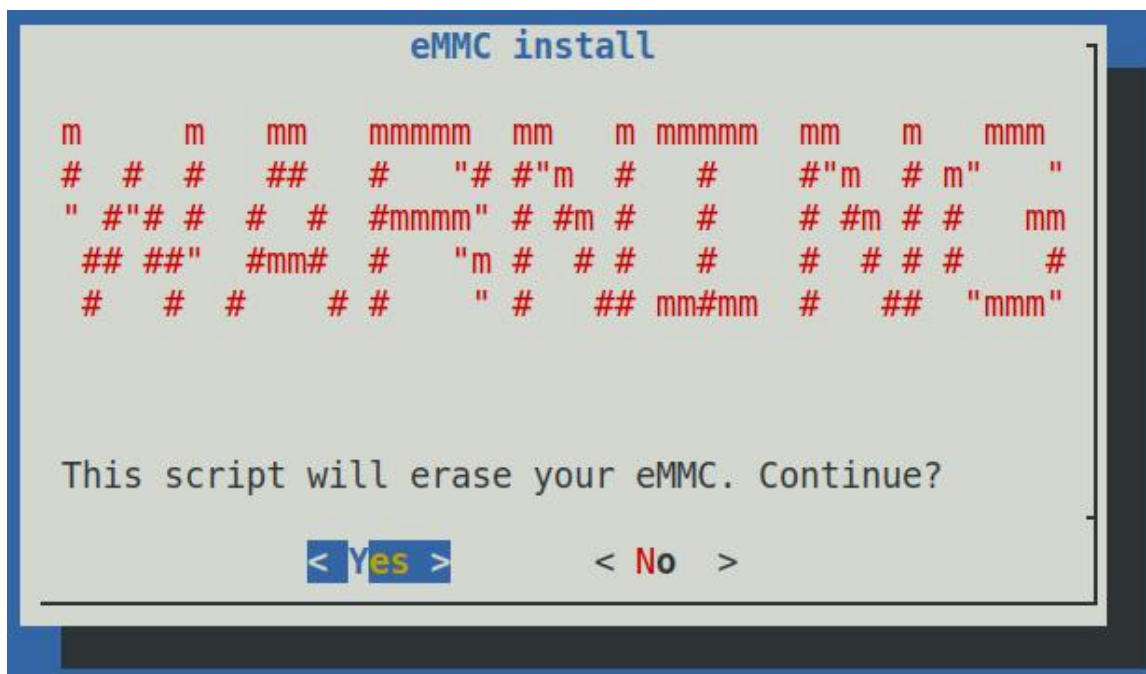 eMMC install
WARNING
This script will erase your eMMC. Continue?
< Yes > < No >